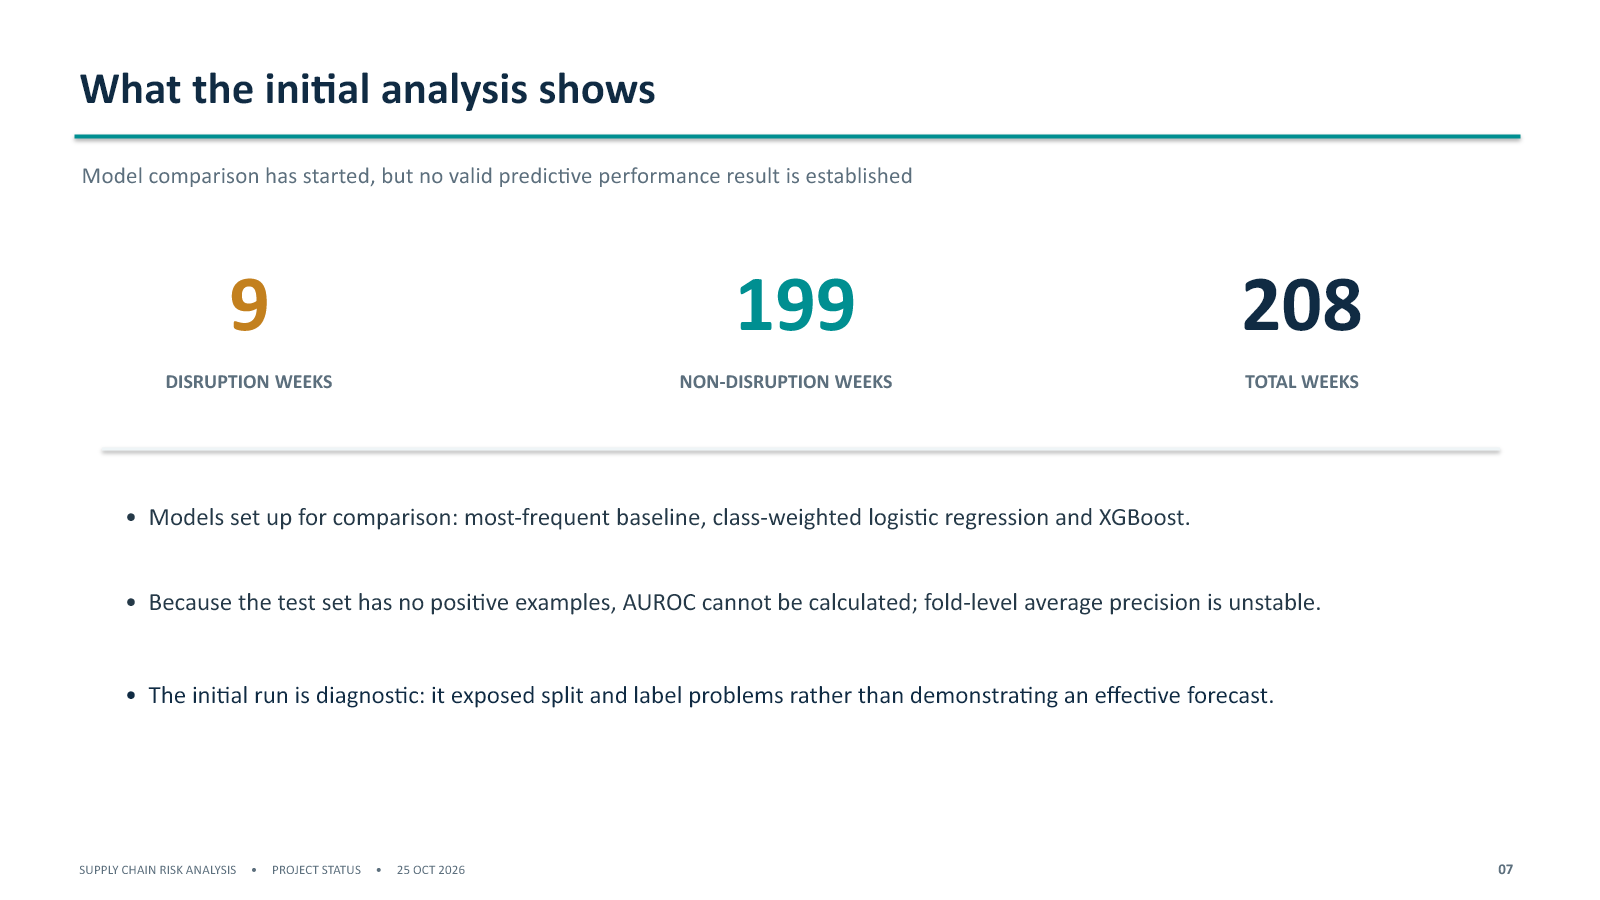 What the initial analysis shows
Model comparison has started, but no valid predictive performance result is established
9
199
208
DISRUPTION WEEKS
NON-DISRUPTION WEEKS
TOTAL WEEKS
• Models set up for comparison: most-frequent baseline, class-weighted logistic regression and XGBoost.
• Because the test set has no positive examples, AUROC cannot be calculated; fold-level average precision is unstable.
• The initial run is diagnostic: it exposed split and label problems rather than demonstrating an effective forecast.
SUPPLY CHAIN RISK ANALYSIS • PROJECT STATUS • 25 OCT 2026
07